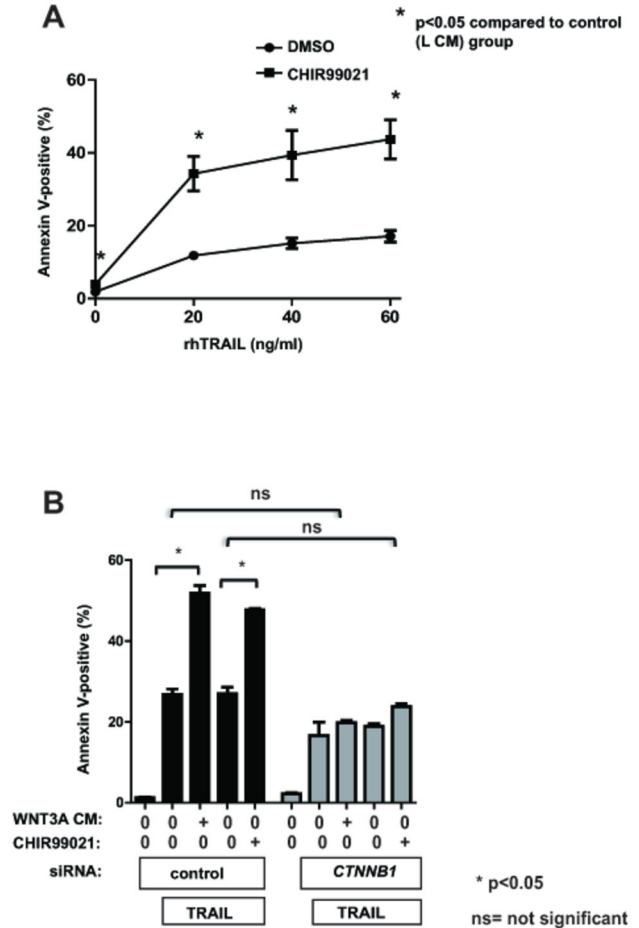 A
* p<0.05 compared to control
(L CM) group
DMSO
CHIR99021
60
40
20
0
* * * *
0 20 40 60
Annexin V-positive (%)
rhTRAIL (ng/ml)
B
ns
ns
* *
60
40
20
0
Annexin V-positive (%)
WNT3A CM: 0 0 + 0 0 0 0 + 0 0
CHIR99021: 0 0 0 0 + 0 0 0 0 +
siRNA: control CTNNB1
TRAIL TRAIL
* p<0.05
ns= not significant